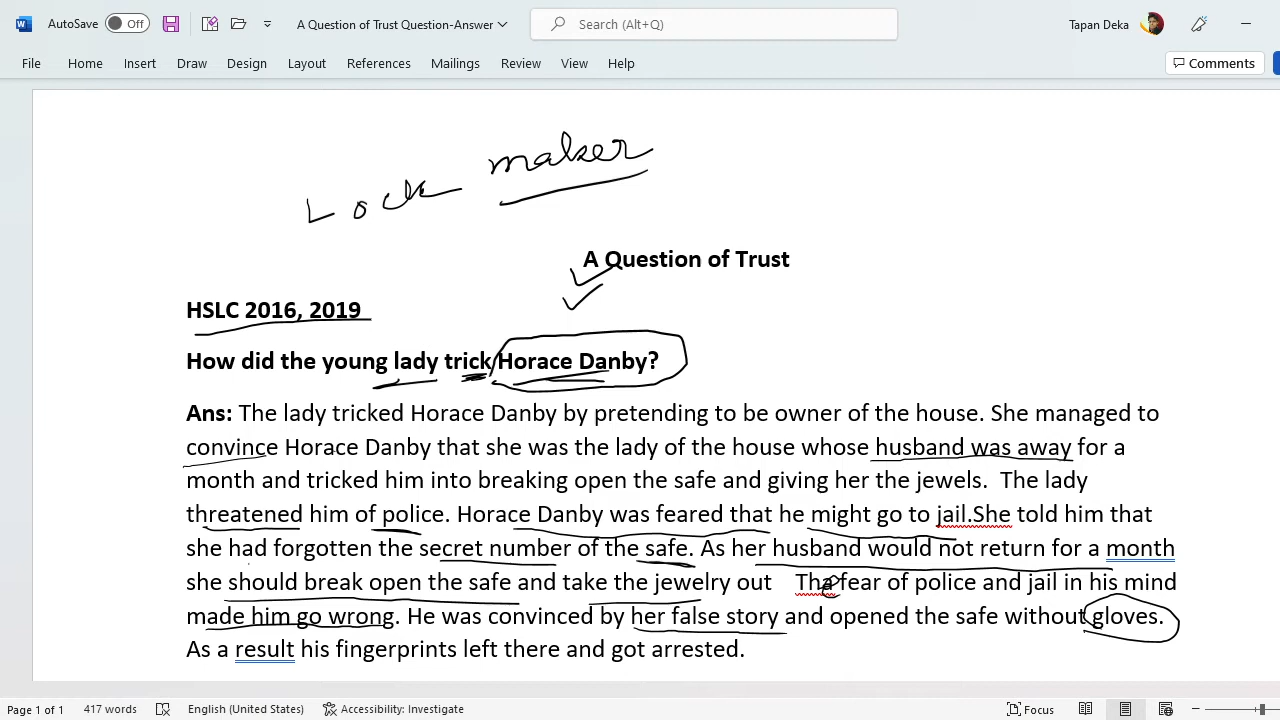 AutoSave Off A Question of Trust Question-Answer Search (Alt+Q) Tapan Deka
File Home Insert Draw Design Layout References Mailings Review View Help Comments
Lock maker
A Question of Trust
HSLC 2016, 2019
How did the young lady trick Horace Danby?
Ans: The lady tricked Horace Danby by pretending to be owner of the house. She managed to
convince Horace Danby that she was the lady of the house whose husband was away for a
month and tricked him into breaking open the safe and giving her the jewels. The lady
threatened him of police. Horace Danby was feared that he might go to jail.She told him that
she had forgotten the secret number of the safe. As her husband would not return for a month
she should break open the safe and take the jewelry out The fear of police and jail in his mind
made him go wrong. He was convinced by her false story and opened the safe without gloves.
As a result his fingerprints left there and got arrested.
Page 1 of 1 417 words English (United States) Accessibility: Investigate Focus